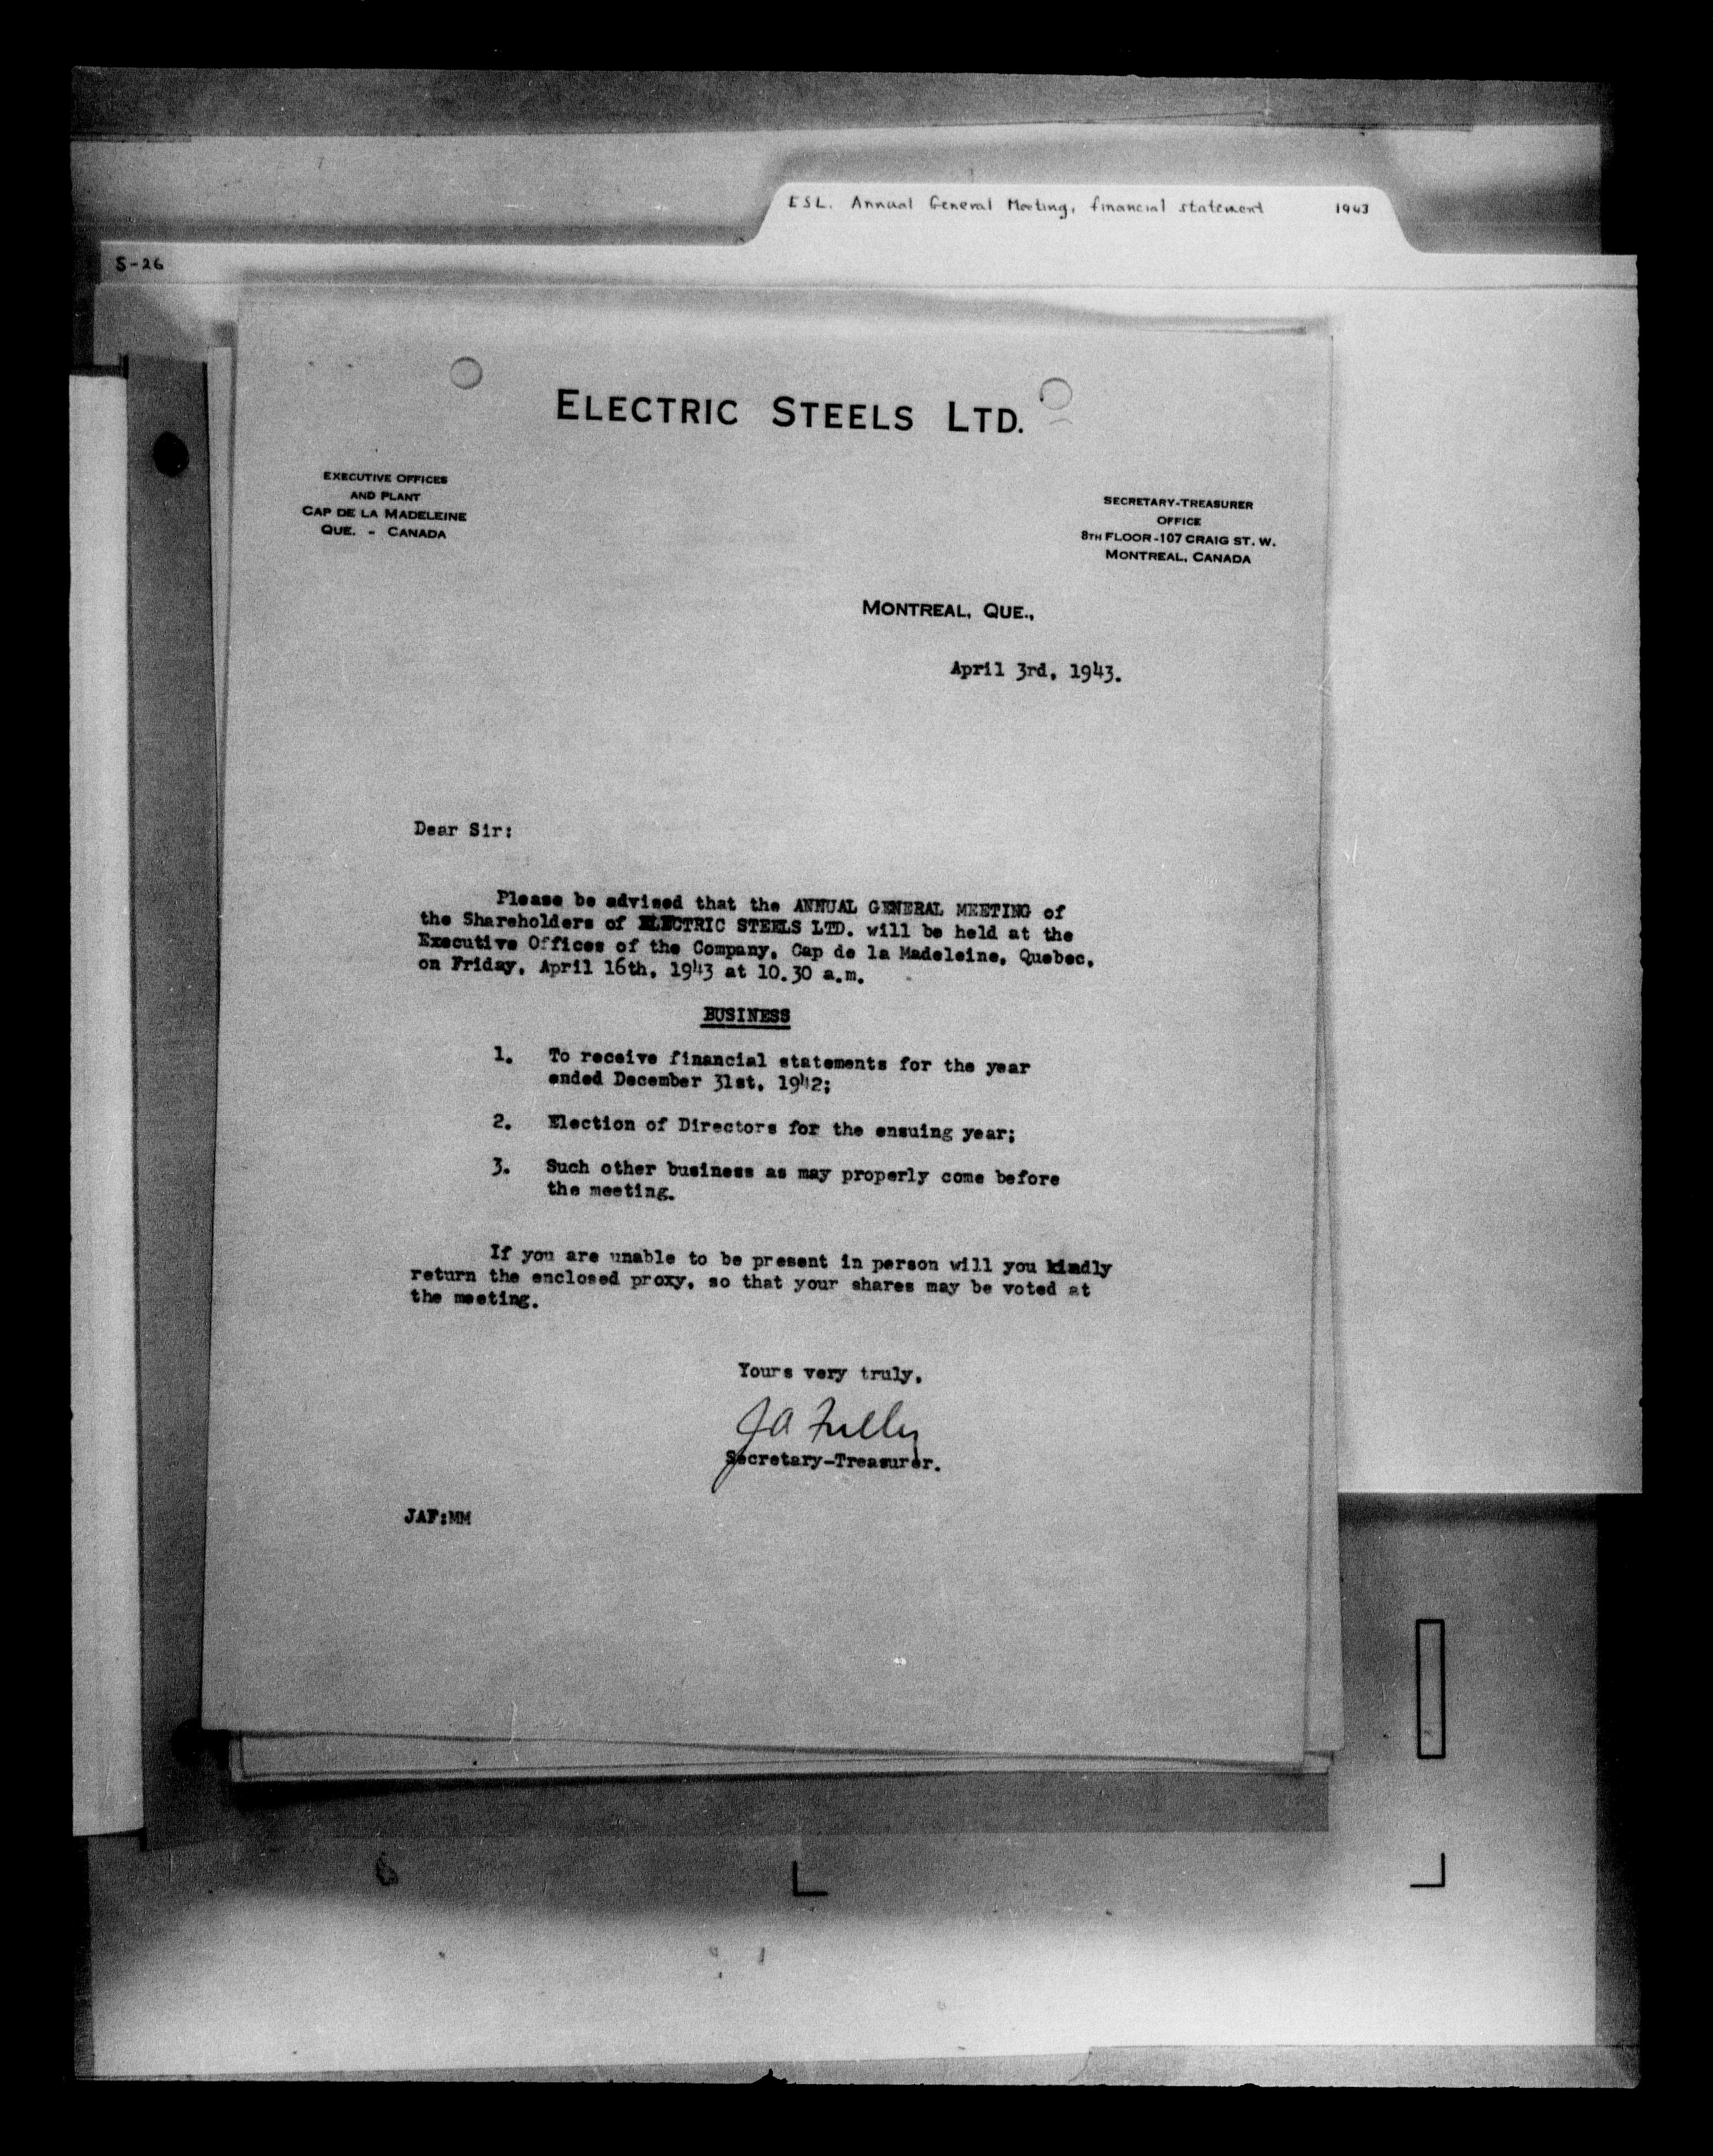 ESL. Annual General Meeting, financial statement 1943
S-26
ELECTRIC STEELS LTD.
EXECUTIVE OFFICES
AND PLANT
CAP DE LA MADELEINE
QUE. - CANADA
SECRETARY-TREASURER
OFFICE
8TH FLOOR-107 CRAIG ST. W.
MONTREAL, CANADA
MONTREAL, QUE.,
April 3rd, 1943.
Dear Sir:
Please be advised that the ANNUAL GENERAL MEETING of
the Shareholders of ELECTRIC STEELS LTD. will be held at the
Executive Offices of the Company, Cap de la Madeleine, Quebec,
on Friday, April 16th, 1943 at 10.30 a.m.
BUSINESS
1. To receive financial statements for the year
ended December 31st, 1942;
2. Election of Directors for the ensuing year;
3. Such other business as may properly come before
the meeting.
If you are unable to be present in person will you kindly
return the enclosed proxy, so that your shares may be voted at
the meeting.
Yours very truly,
JA
Secretary-Treasurer.
JAF:MM